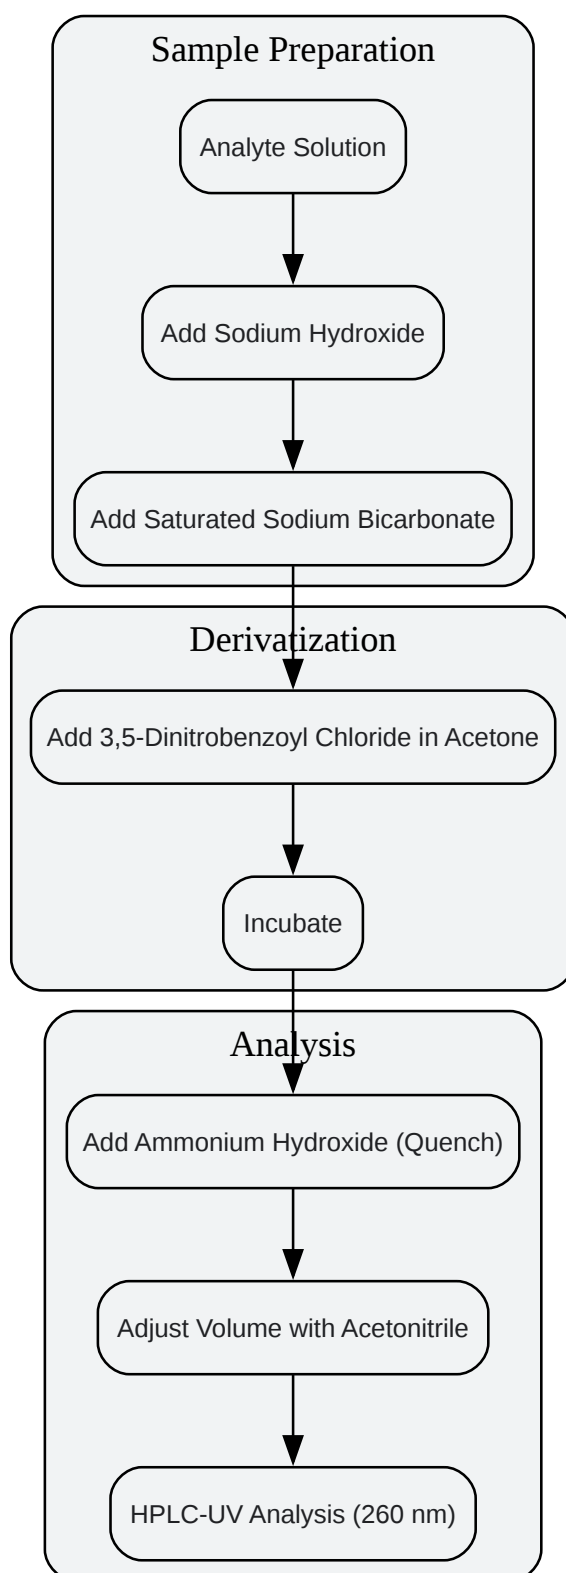 Sample Preparation
Analyte Solution
Add Sodium Hydroxide
Add Saturated Sodium Bicarbonate
Derivatization
Add 3,5-Dinitrobenzoyl Chloride in Acetone
Incubate
Analysis
Add Ammonium Hydroxide (Quench)
Adjust Volume with Acetonitrile
HPLC-UV Analysis (260 nm)